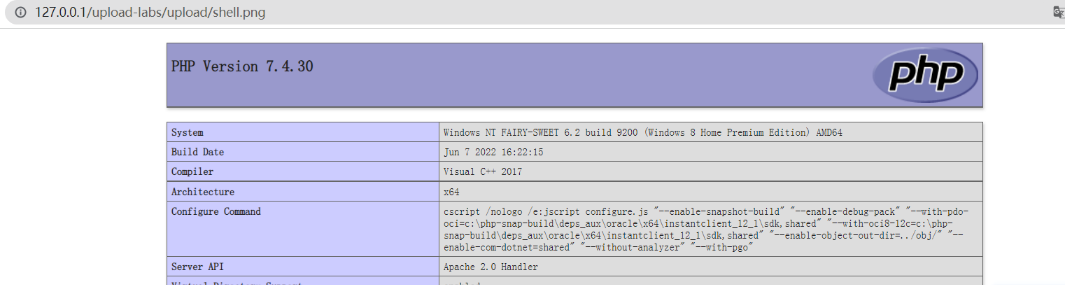 127.0.0.1/upload-labs/upload/shell.png
PHP Version 7.4.30
php
System Windows NT FAIRY-SWEET 6.2 build 9200 (Windows 8 Home Premium Edition) AMD64
Build Date Jun 7 2022 16:22:15
Compiler Visual C++ 2017
Architecture x64
Configure Command cscript /nologo /e:jscript configure.js "--enable-snapshot-build" "--enable-debug-pack" "--with-pdo-
oci=c:\php-snap-build\deps_aux\oracle\x64\instantclient_12_1\sdk,shared" "--with-oci8-12c=c:\php-
snap-build\deps_aux\oracle\x64\instantclient_12_1\sdk,shared" "--enable-object-out-dir=../obj/" "--
enable-com-dotnet=shared" "--without-analyzer" "--with-pgo"
Server API Apache 2.0 Handler